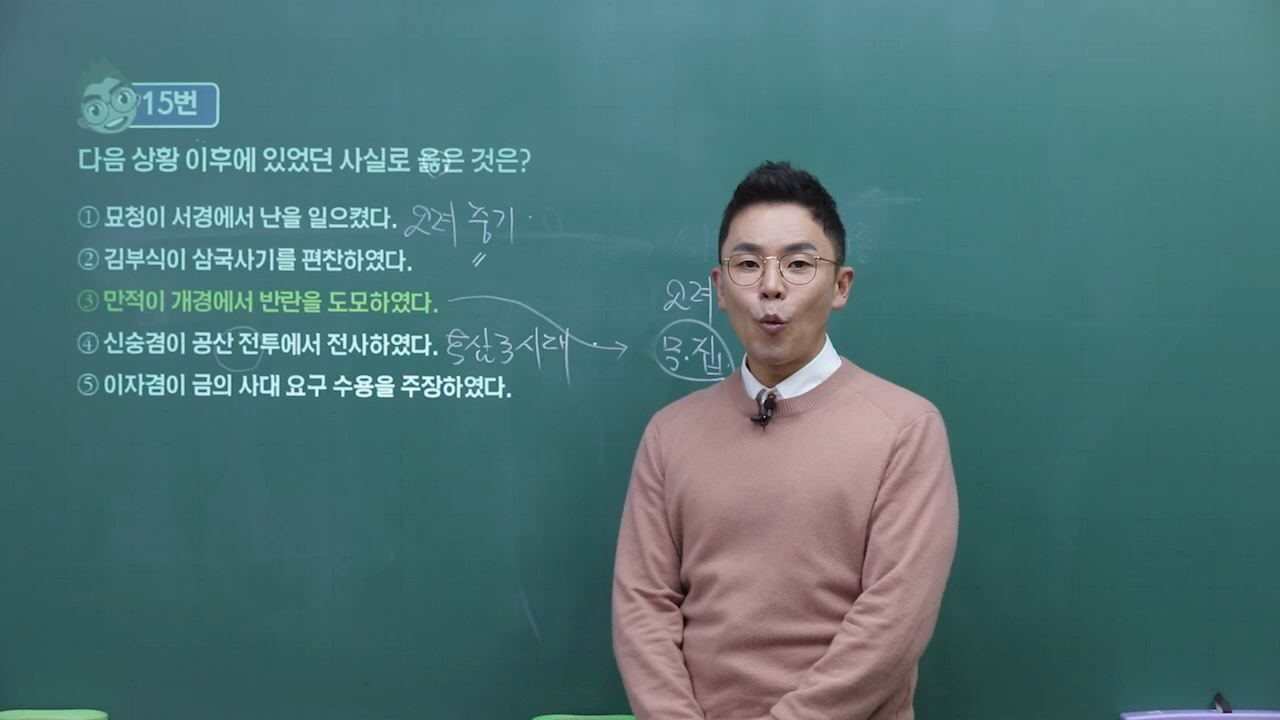 15번
다음 상황 이후에 있었던 사실로 옳은 것은?
① 묘청이 서경에서 난을 일으켰다. 고려 중기
② 김부식이 삼국사기를 편찬하였다. 〃
③ 만적이 개경에서 반란을 도모하였다.
④ 신숭겸이 공산 전투에서 전사하였다. 후삼국시대
⑤ 이자겸이 금의 사대 요구 수용을 주장하였다.
고려
무·집